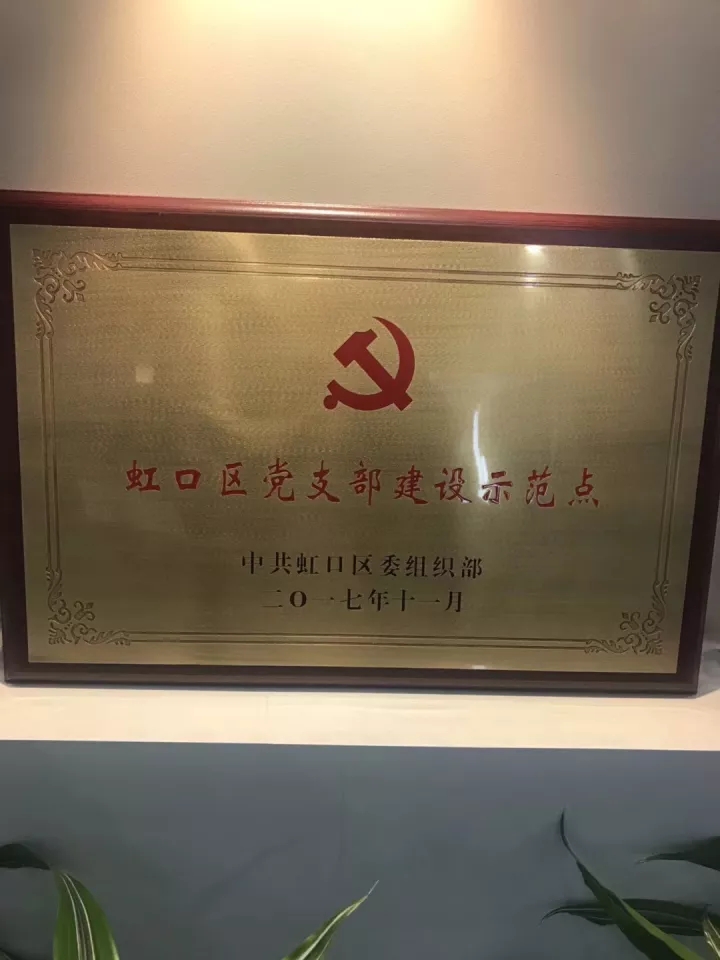 虹口区党支部建设示范点
中共虹口区委组织部
二〇一七年十一月